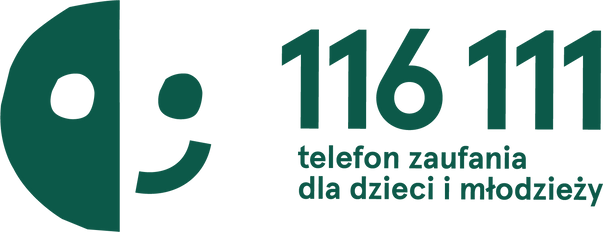 116 111
telefon zaufania
dla dzieci i młodzieży